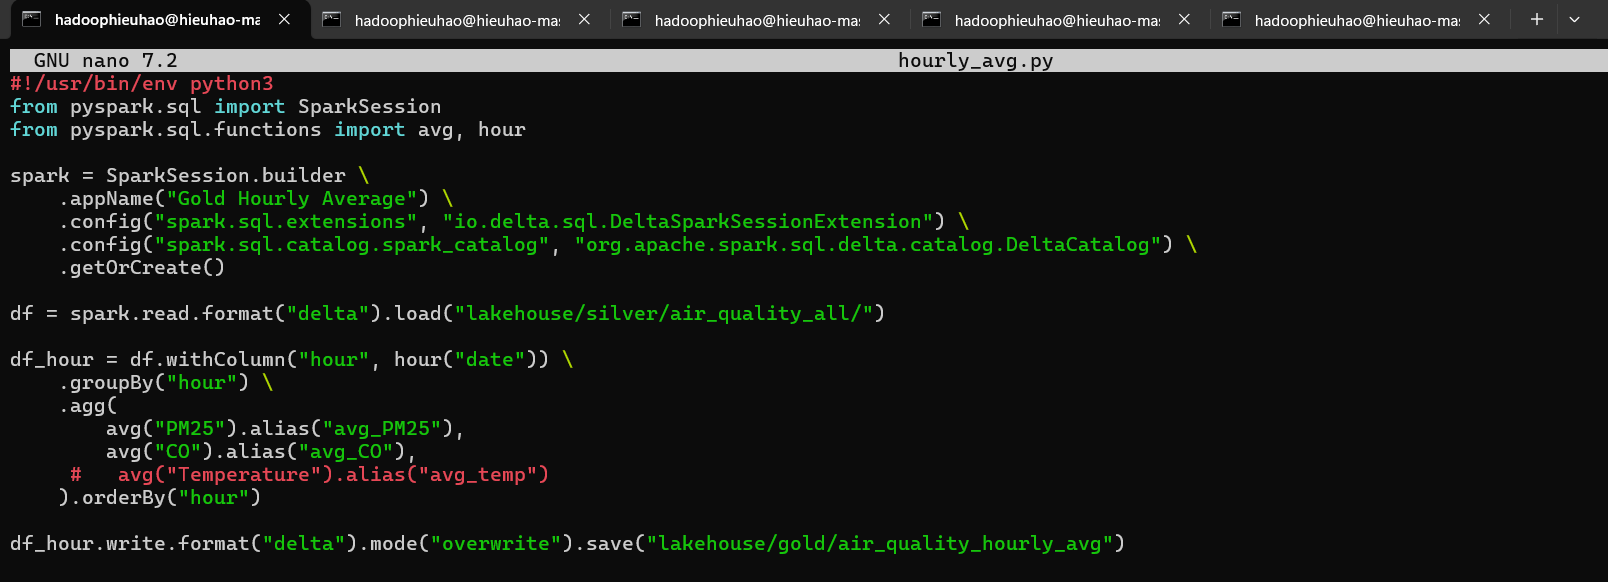 hadoophieuhao@hieuhao-ma
hadoophieuhao@hieuhao-mas
hadoophieuhao@hieuhao-mas
hadoophieuhao@hieuhao-mas
hadoophieuhao@hieuhao-mas
GNU nano 7.2 hourly_avg.py
#!/usr/bin/env python3
from pyspark.sql import SparkSession
from pyspark.sql.functions import avg, hour
spark = SparkSession.builder \
    .appName("Gold Hourly Average") \
    .config("spark.sql.extensions", "io.delta.sql.DeltaSparkSessionExtension") \
    .config("spark.sql.catalog.spark_catalog", "org.apache.spark.sql.delta.catalog.DeltaCatalog") \
    .getOrCreate()
df = spark.read.format("delta").load("lakehouse/silver/air_quality_all/")
df_hour = df.withColumn("hour", hour("date")) \
    .groupBy("hour") \
    .agg(
        avg("PM25").alias("avg_PM25"),
        avg("CO").alias("avg_CO"),
     #   avg("Temperature").alias("avg_temp")
    ).orderBy("hour")
df_hour.write.format("delta").mode("overwrite").save("lakehouse/gold/air_quality_hourly_avg")